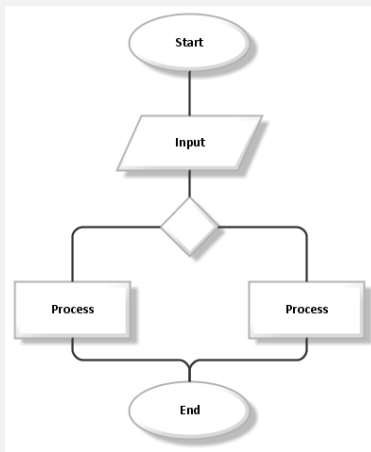 Start
Input
Process
Process
End